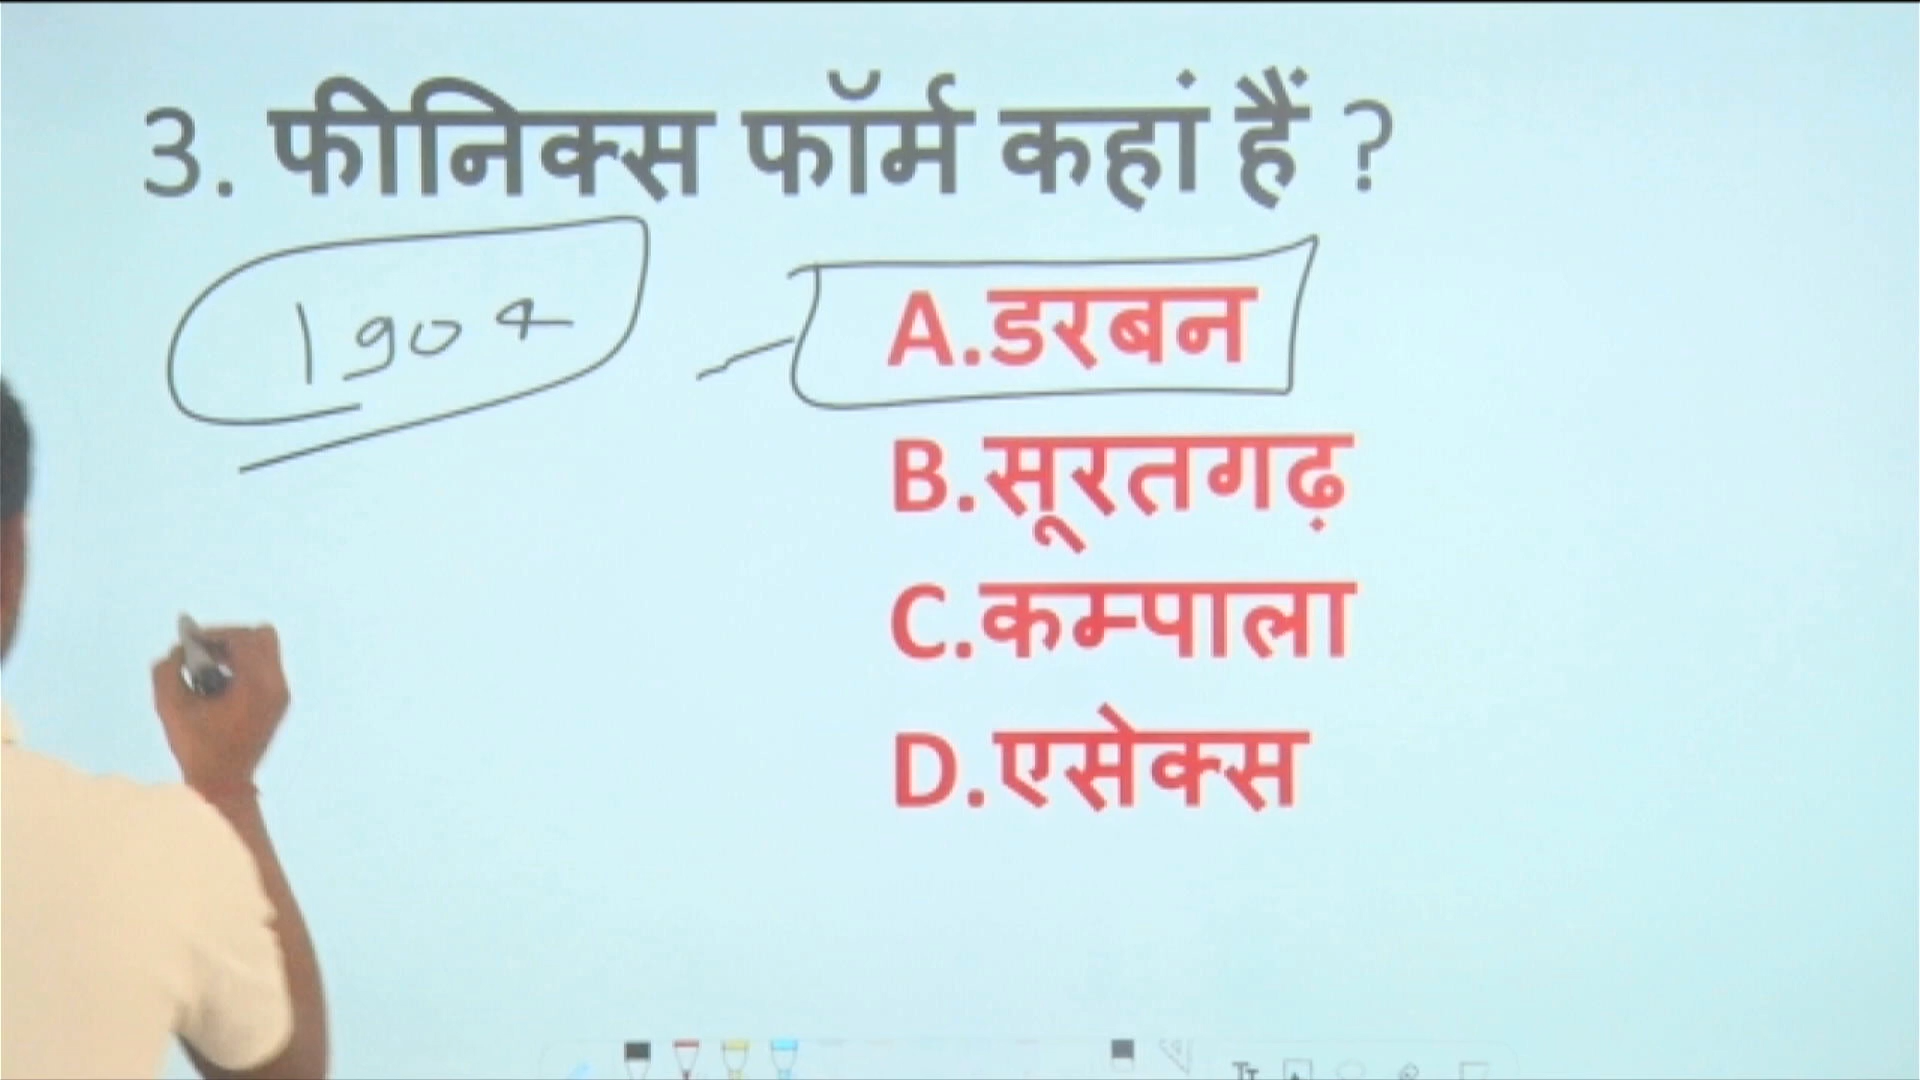 3. फीनिक्स फॉर्म कहां हैं ?
1904
A.डरबन
B.सूरतगढ़
C.कम्पाला
D.एसेक्स